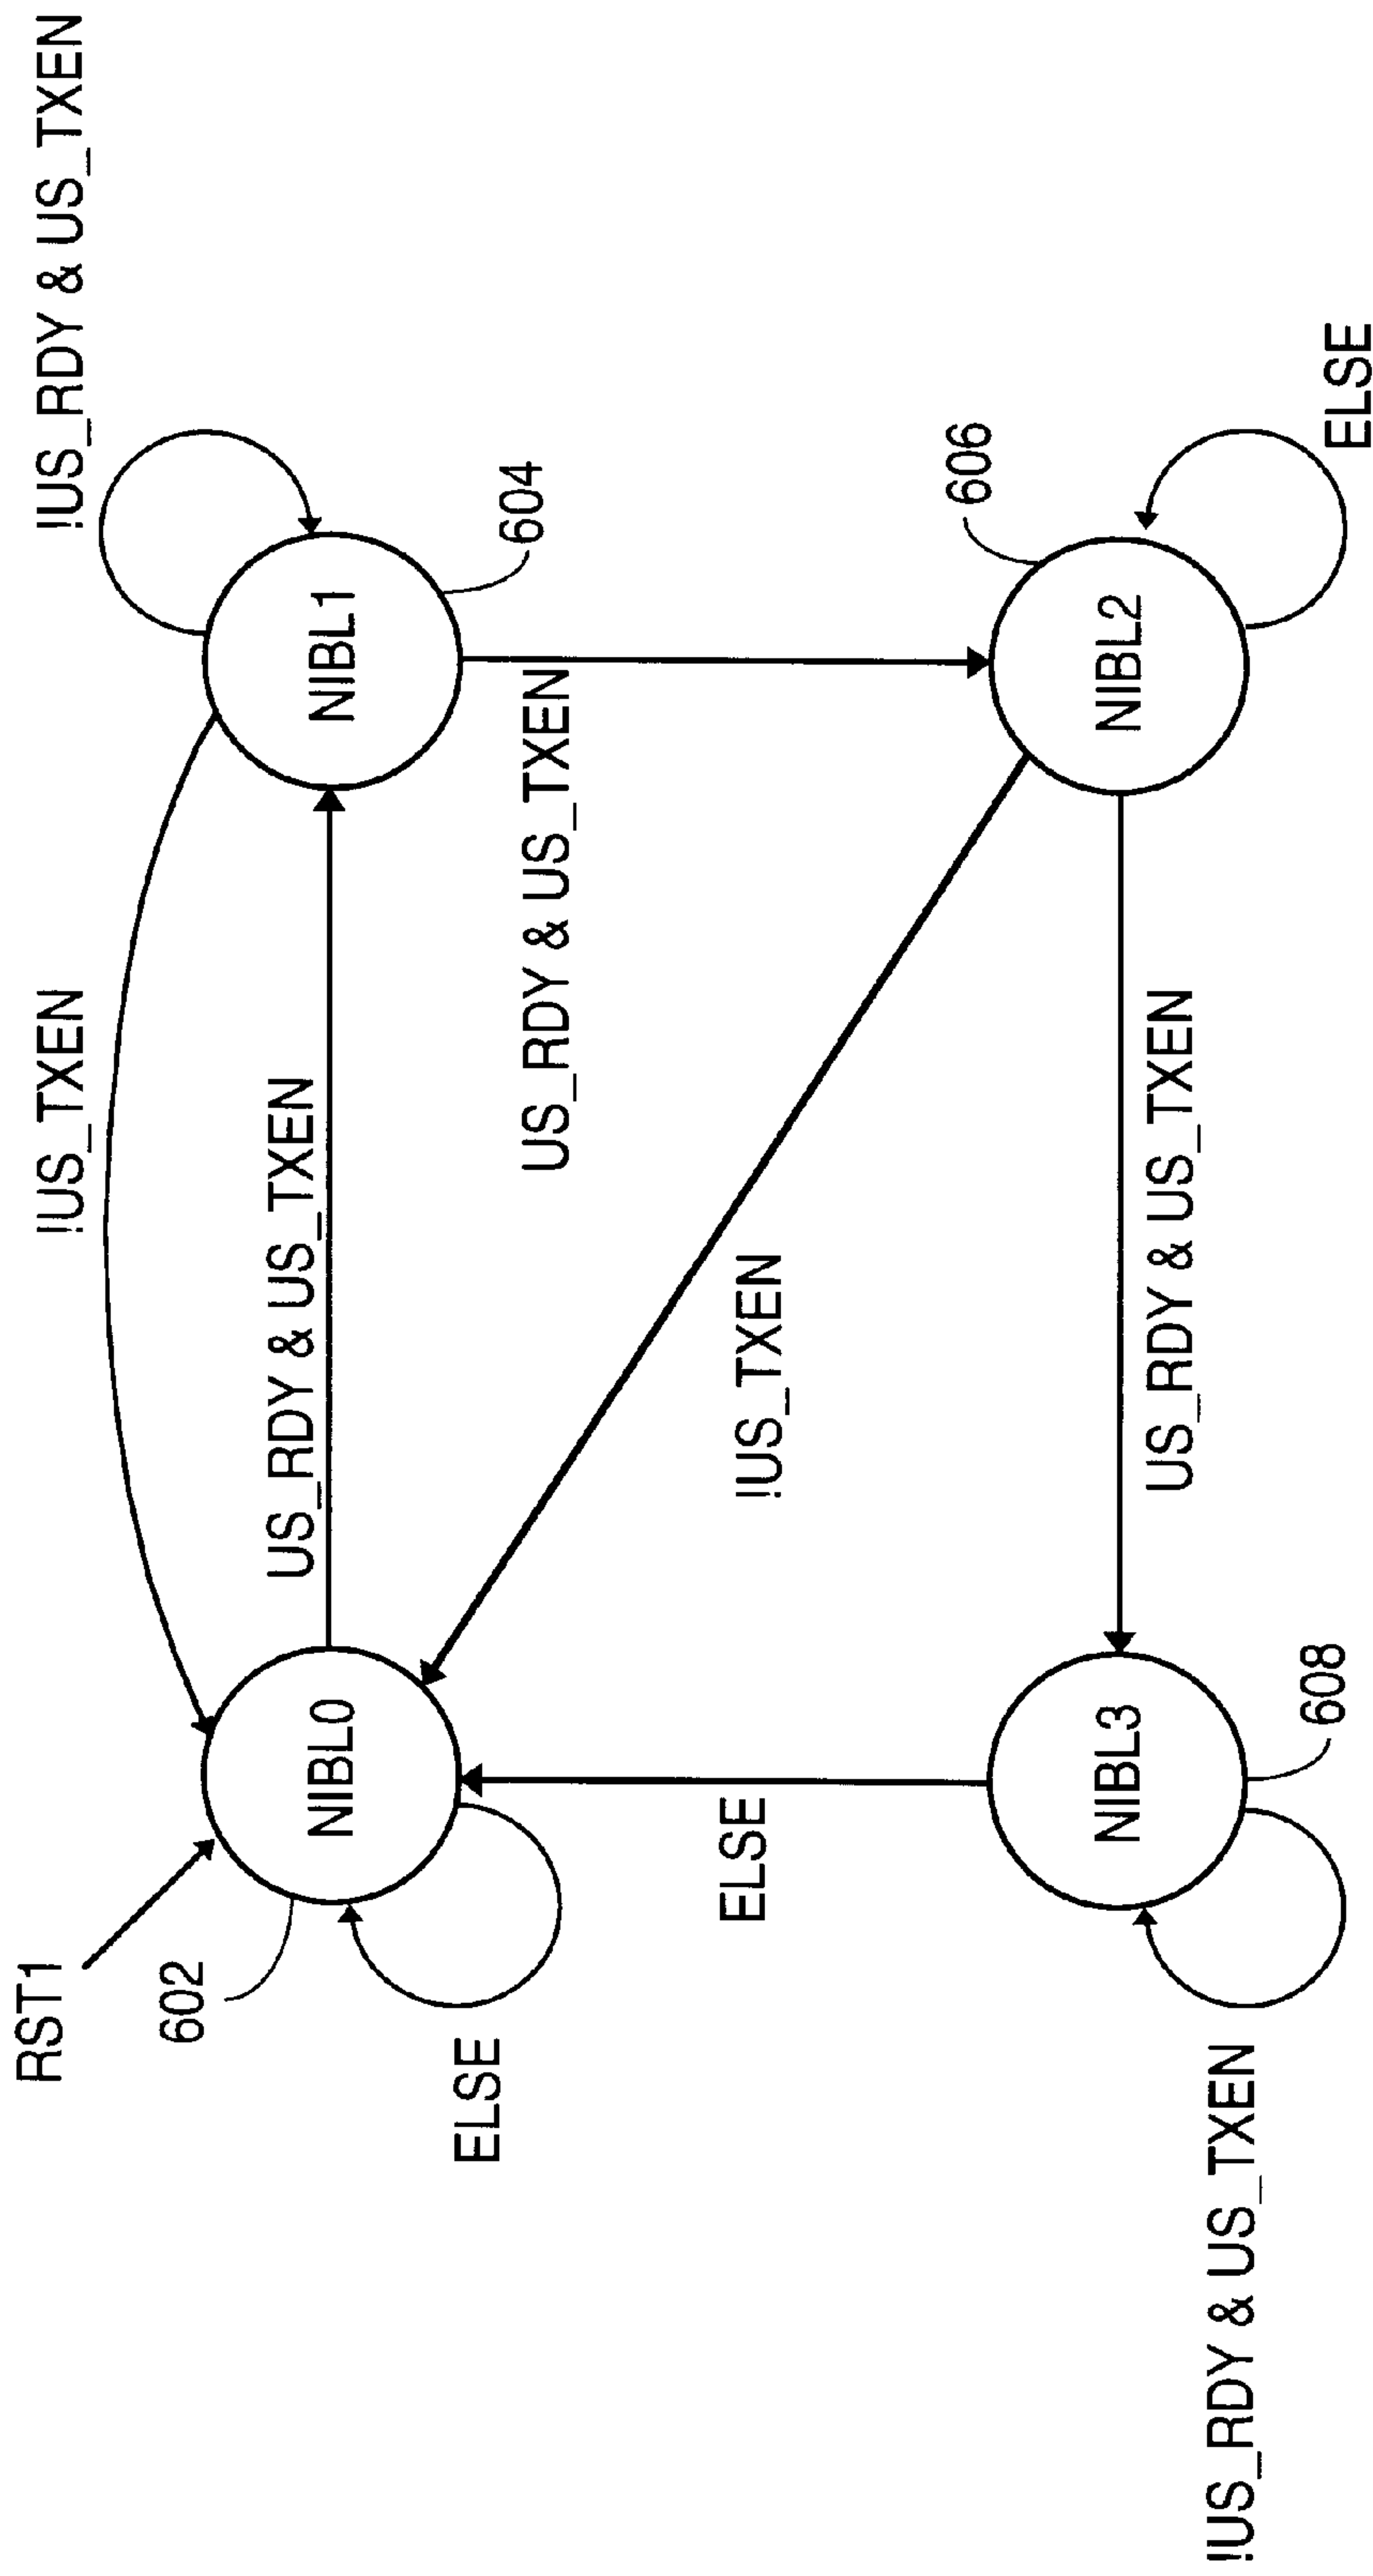 RST1
!US_TXEN
!US_RDY & US_TXEN
602
NIBL0
US_RDY & US_TXEN
NIBL1
604
ELSE
US_RDY & US_TXEN
ELSE
!US_TXEN
606
NIBL3
US_RDY & US_TXEN
NIBL2
!US_RDY & US_TXEN
608
ELSE